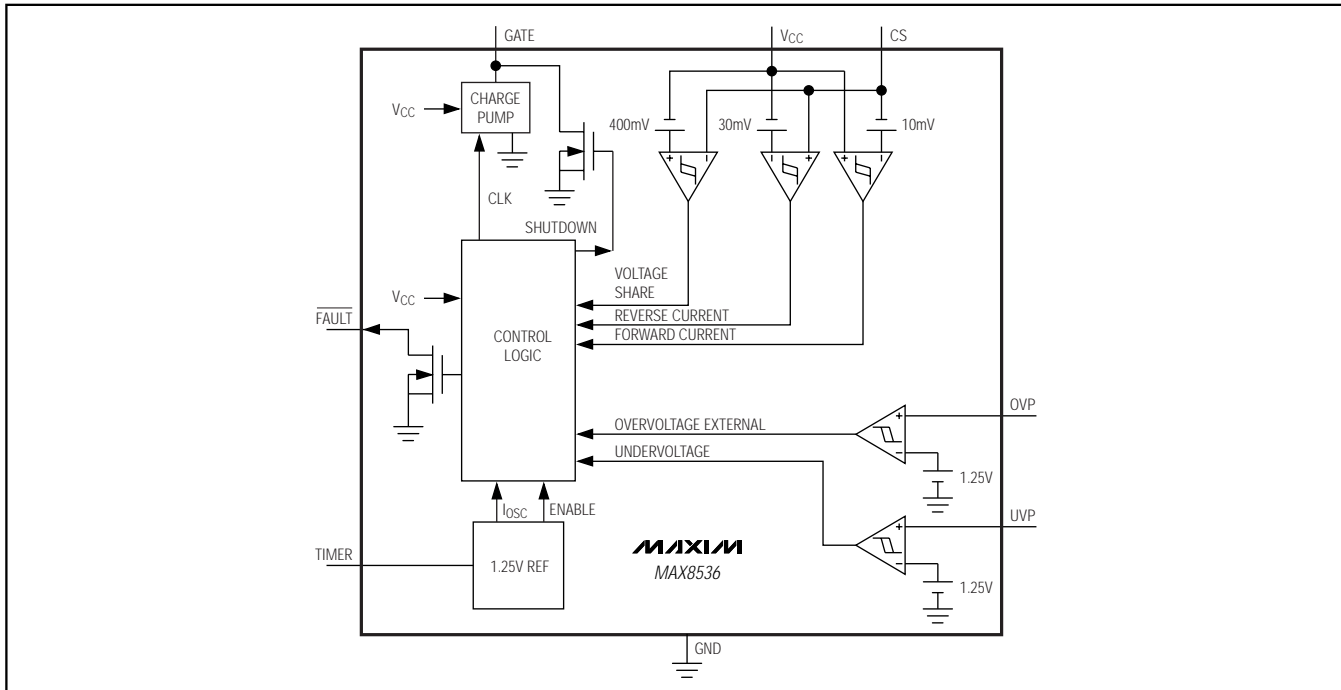 GATE
VCC
CS
CHARGE
PUMP
VCC
400mV
30mV
10mV
+
−
−
+
+
−
CLK
SHUTDOWN
VOLTAGE
SHARE
VCC
REVERSE CURRENT
FAULT
FORWARD CURRENT
CONTROL
LOGIC
OVP
+
OVERVOLTAGE EXTERNAL
UNDERVOLTAGE
−
1.25V
IOSC
ENABLE
UVP
+
TIMER
1.25V REF
MAXIM
MAX8536
−
1.25V
GND